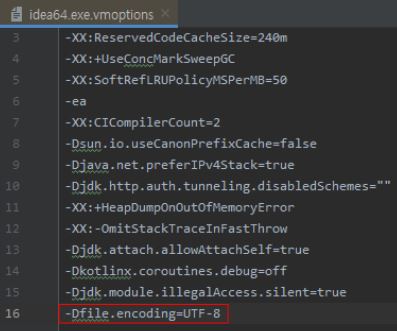 idea64.exe.vmoptions
3 -XX:ReservedCodeCacheSize=240m
4 -XX:+UseConcMarkSweepGC
5 -XX:SoftRefLRUPolicyMSPerMB=50
6 -ea
7 -XX:CICompilerCount=2
8 -Dsun.io.useCanonPrefixCache=false
9 -Djava.net.preferIPv4Stack=true
10 -Djdk.http.auth.tunneling.disabledSchemes=""
11 -XX:+HeapDumpOnOutOfMemoryError
12 -XX:-OmitStackTraceInFastThrow
13 -Djdk.attach.allowAttachSelf=true
14 -Dkotlinx.coroutines.debug=off
15 -Djdk.module.illegalAccess.silent=true
16 -Dfile.encoding=UTF-8